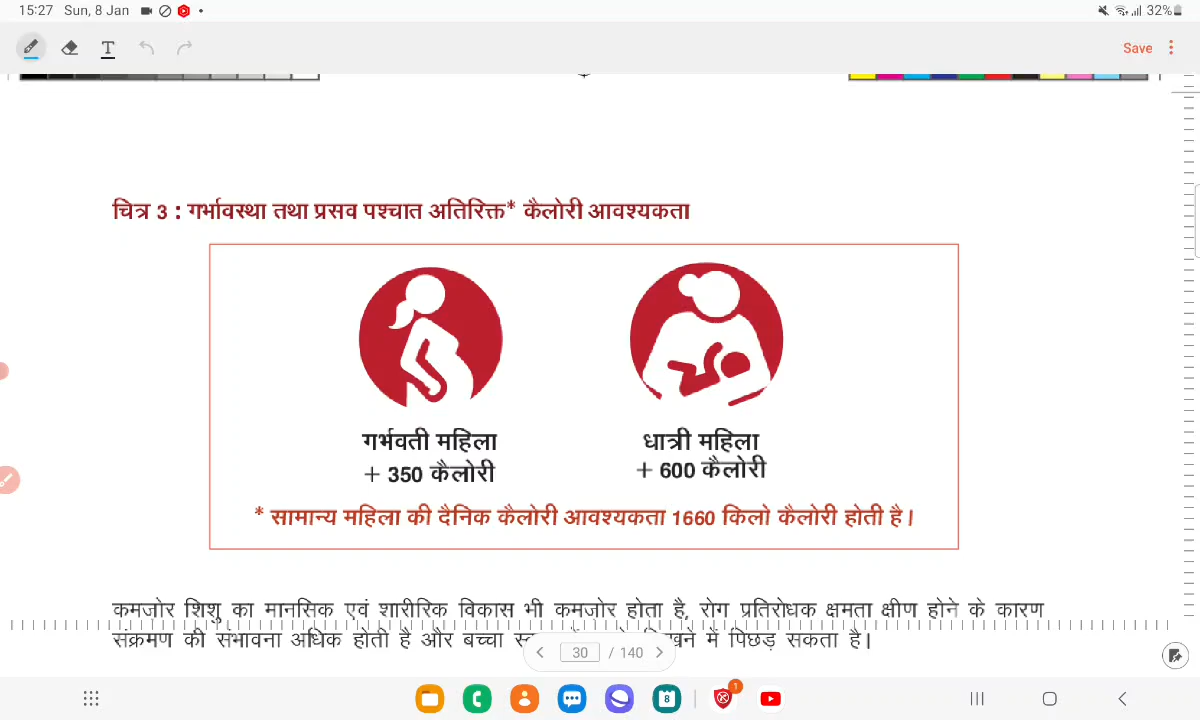 15:27 Sun, 8 Jan
32%
T
Save
चित्र 3 : गर्भावस्था तथा प्रसव पश्चात अतिरिक्त* कैलोरी आवश्यकता
गर्भवती महिला
+ 350 कैलोरी
धात्री महिला
+ 600 कैलोरी
* सामान्य महिला की दैनिक कैलोरी आवश्यकता 1660 किलो कैलोरी होती है।
कमजोर शिशु का मानसिक एवं शारीरिक विकास भी कमजोर होता है, रोग प्रतिरोधक क्षमता क्षीण होने के कारण
संक्रमण की संभावना अधिक होती है और बच्चा में पिछड़ सकता है।
30 / 140
8
1